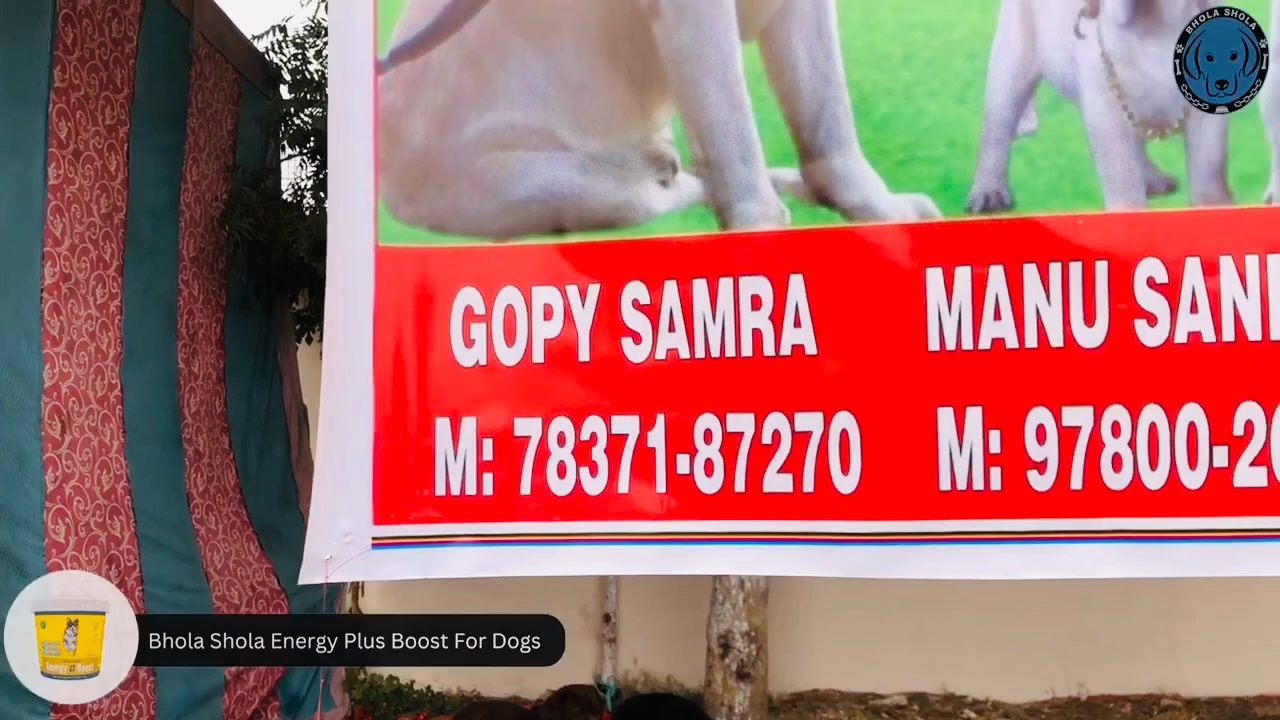 BHOLA SHOLA
GOPY SAMRA
MANU SAN
M: 78371-87270
M: 97800-2
Bhola Shola Energy Plus Boost For Dogs
Energy Boost